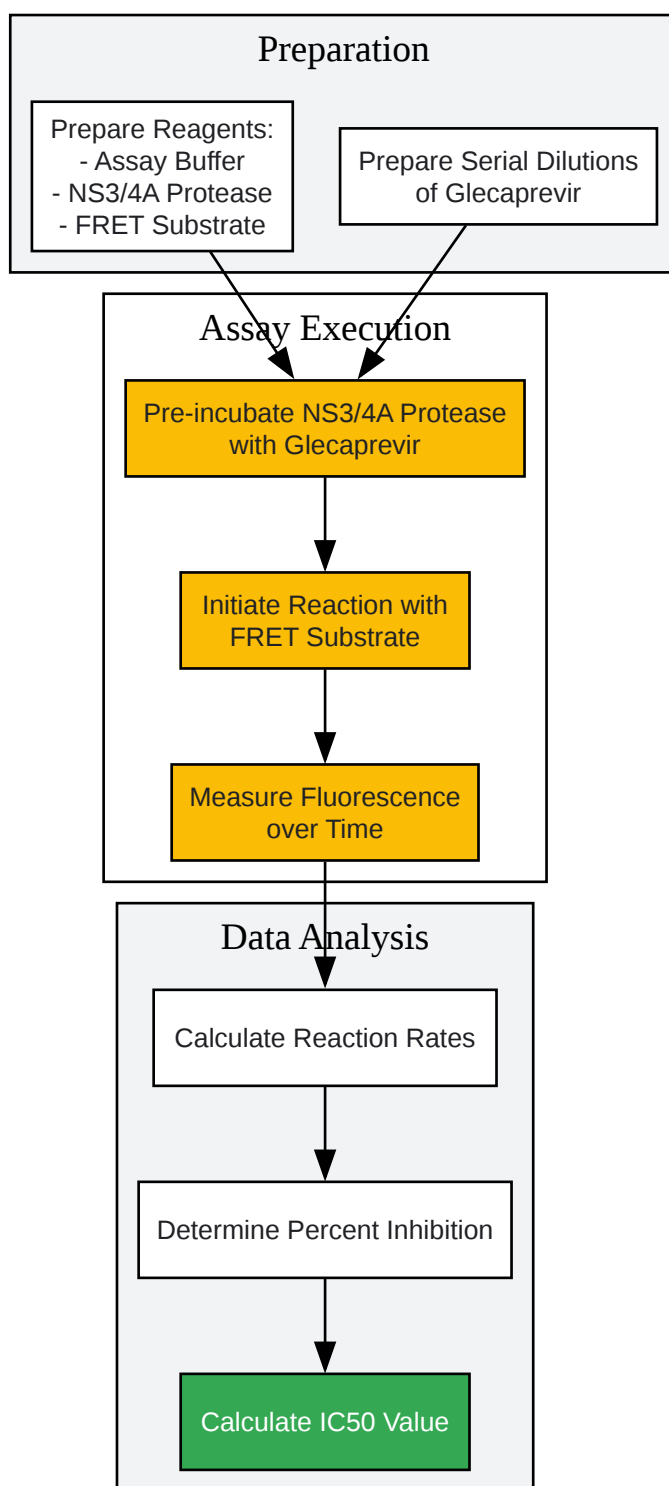 Preparation
Prepare Reagents:
- Assay Buffer
- NS3/4A Protease
- FRET Substrate
Prepare Serial Dilutions
of Glecaprevir
Assay Execution
Pre-incubate NS3/4A Protease
with Glecaprevir
Initiate Reaction with
FRET Substrate
Measure Fluorescence
over Time
Data Analysis
Calculate Reaction Rates
Determine Percent Inhibition
Calculate IC50 Value